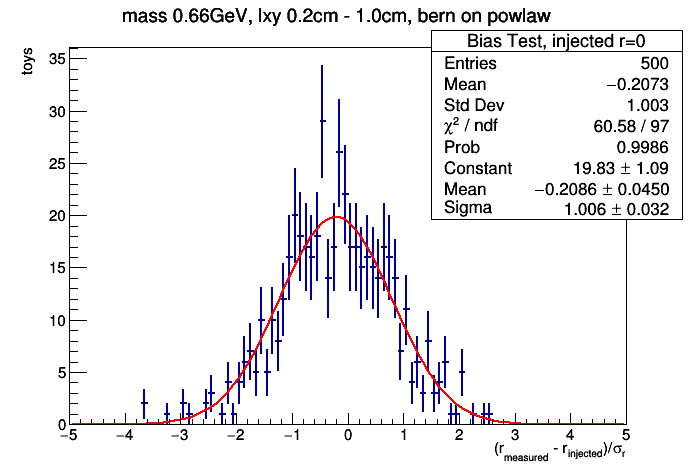 mass 0.66GeV, lxy 0.2cm - 1.0cm, bern on powlaw
toys
Bias Test, injected r=0
Entries 500
Mean −0.2073
Std Dev 1.003
χ² / ndf 60.58 / 97
Prob 0.9986
Constant 19.83 ± 1.09
Mean −0.2086 ± 0.0450
Sigma 1.006 ± 0.032
35
30
25
20
15
10
5
0
−5 −4 −3 −2 −1 0 1 2 3 4 5
(r_measured - r_injected)/σ_r